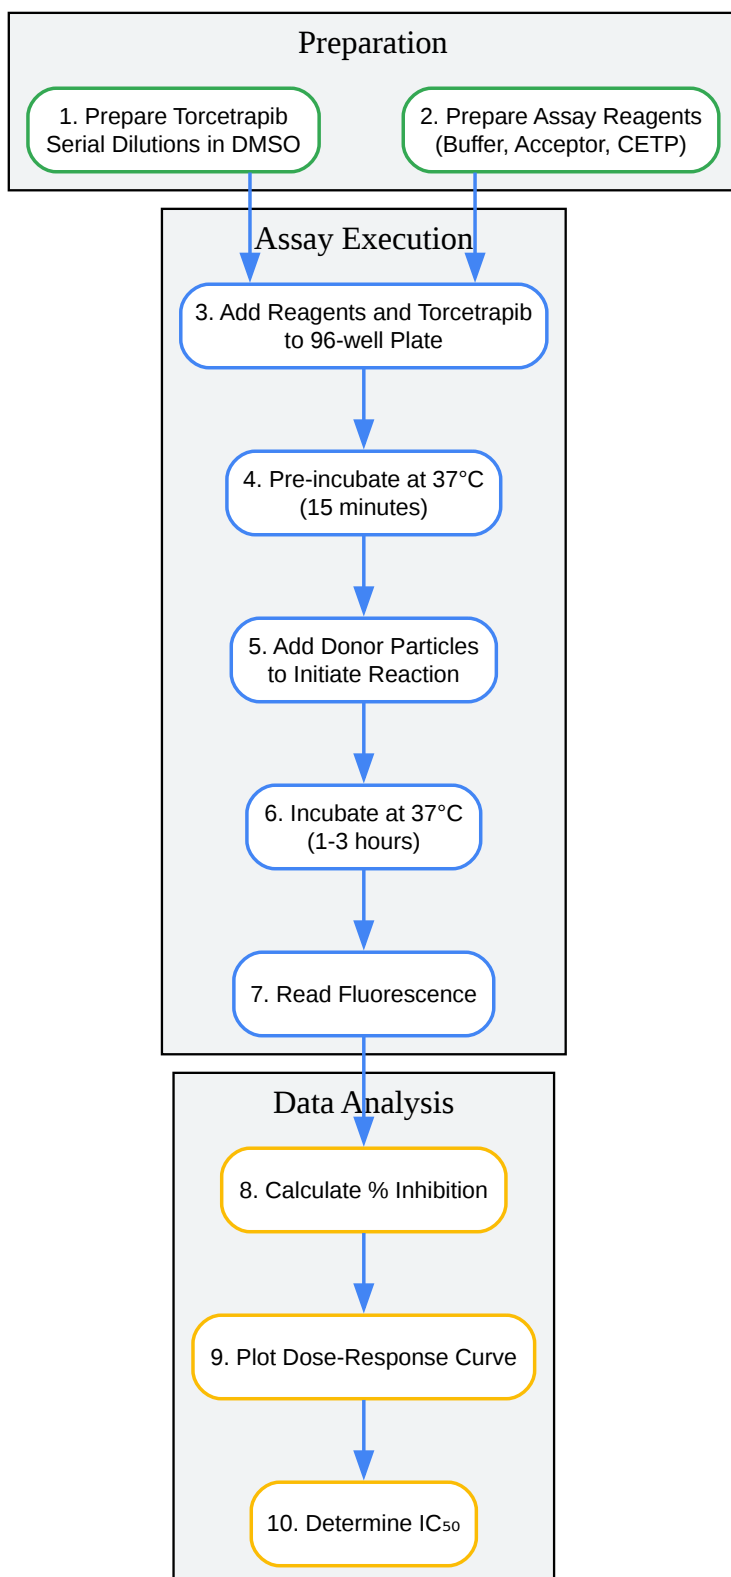 Preparation
1. Prepare Torcetrapib
Serial Dilutions in DMSO
2. Prepare Assay Reagents
(Buffer, Acceptor, CETP)
Assay Execution
3. Add Reagents and Torcetrapib
to 96-well Plate
4. Pre-incubate at 37°C
(15 minutes)
5. Add Donor Particles
to Initiate Reaction
6. Incubate at 37°C
(1-3 hours)
7. Read Fluorescence
Data Analysis
8. Calculate % Inhibition
9. Plot Dose-Response Curve
10. Determine IC₅₀